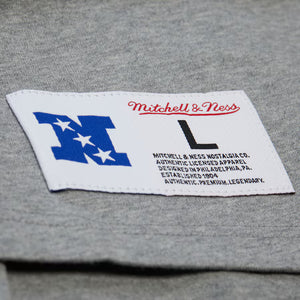 Mitchell & Ness
N
L
MITCHELL & NESS NOSTALGIA CO.
AUTHENTIC LICENSED APPAREL
DESIGNED IN PHILADELPHIA, PA.
ESTABLISHED 1904
AUTHENTIC. PREMIUM. LEGENDARY.